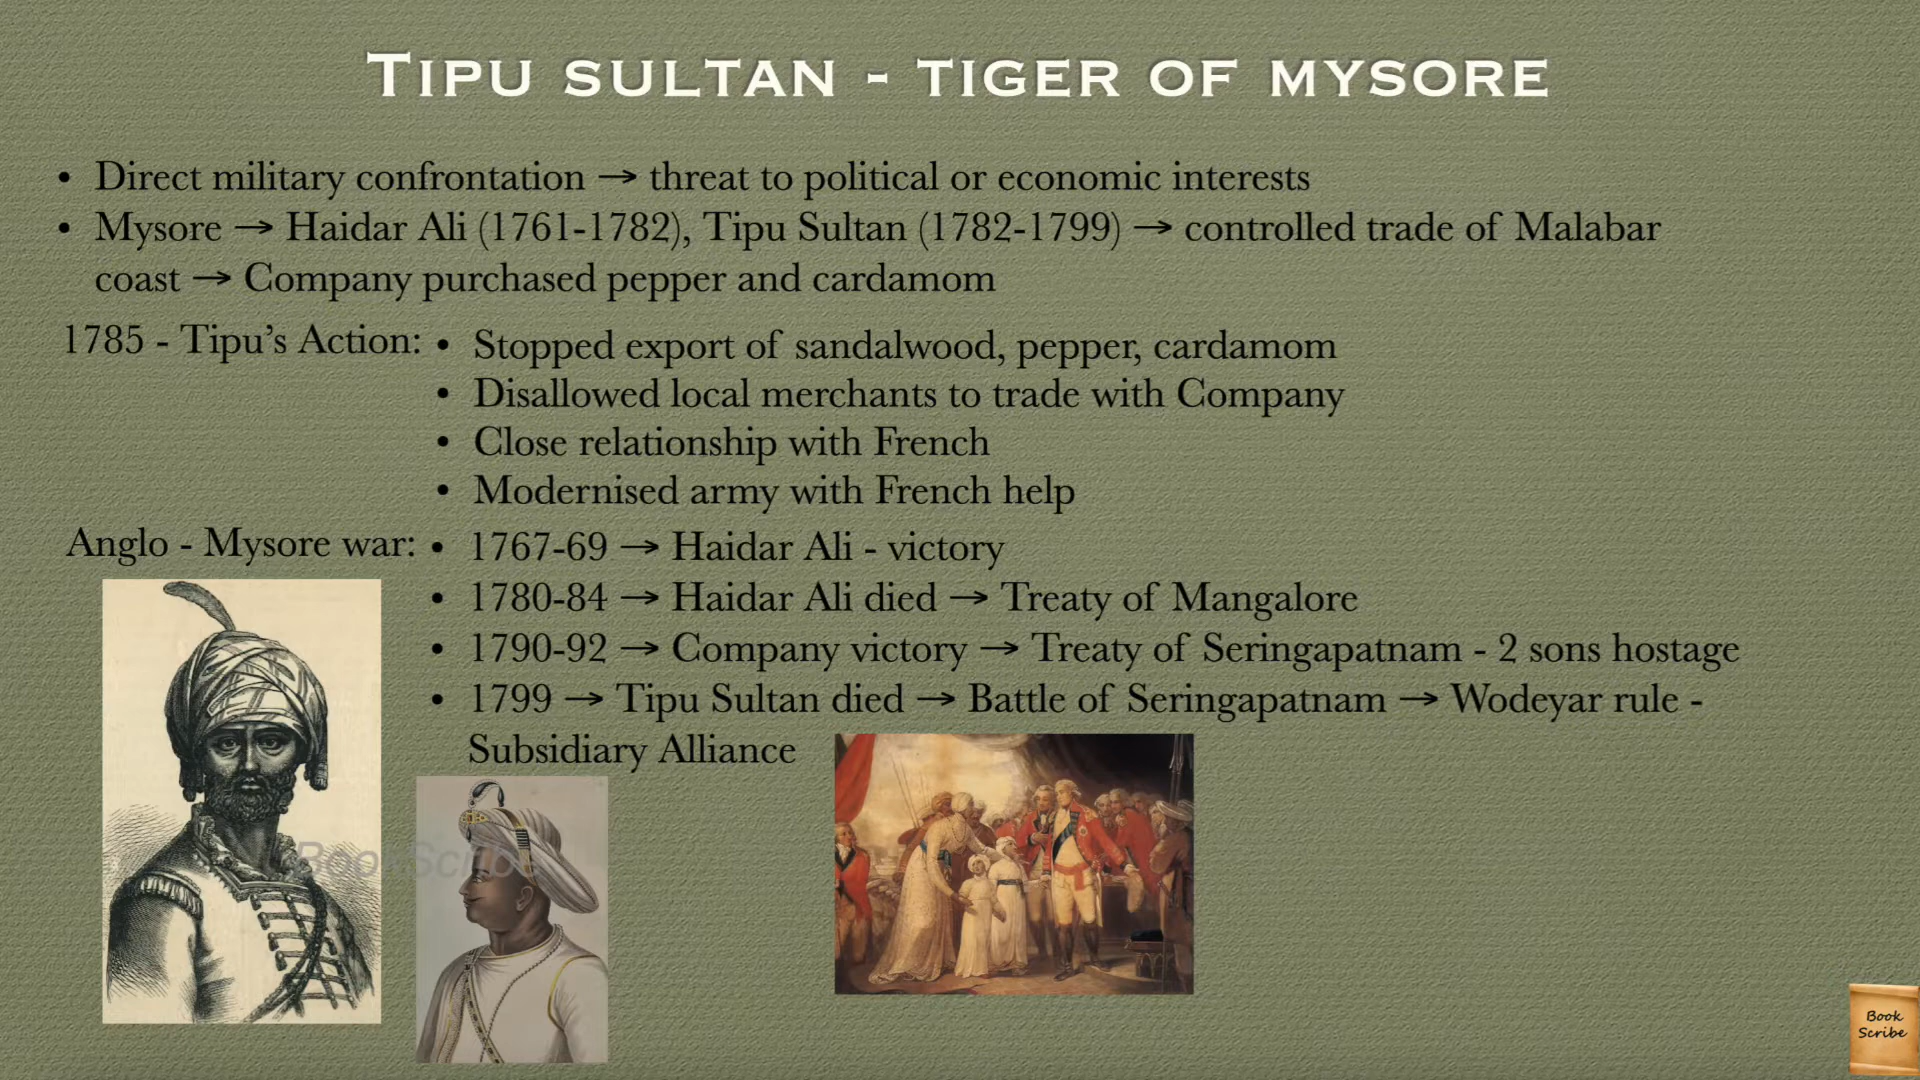 TIPU SULTAN - TIGER OF MYSORE
• Direct military confrontation → threat to political or economic interests
• Mysore → Haidar Ali (1761-1782), Tipu Sultan (1782-1799) → controlled trade of Malabar
coast → Company purchased pepper and cardamom
1785 - Tipu's Action: • Stopped export of sandalwood, pepper, cardamom
• Disallowed local merchants to trade with Company
• Close relationship with French
• Modernised army with French help
Anglo - Mysore war: • 1767-69 → Haidar Ali - victory
• 1780-84 → Haidar Ali died → Treaty of Mangalore
• 1790-92 → Company victory → Treaty of Seringapatnam - 2 sons hostage
• 1799 → Tipu Sultan died → Battle of Seringapatnam → Wodeyar rule -
Subsidiary Alliance
BookScribe
Book
Scribe